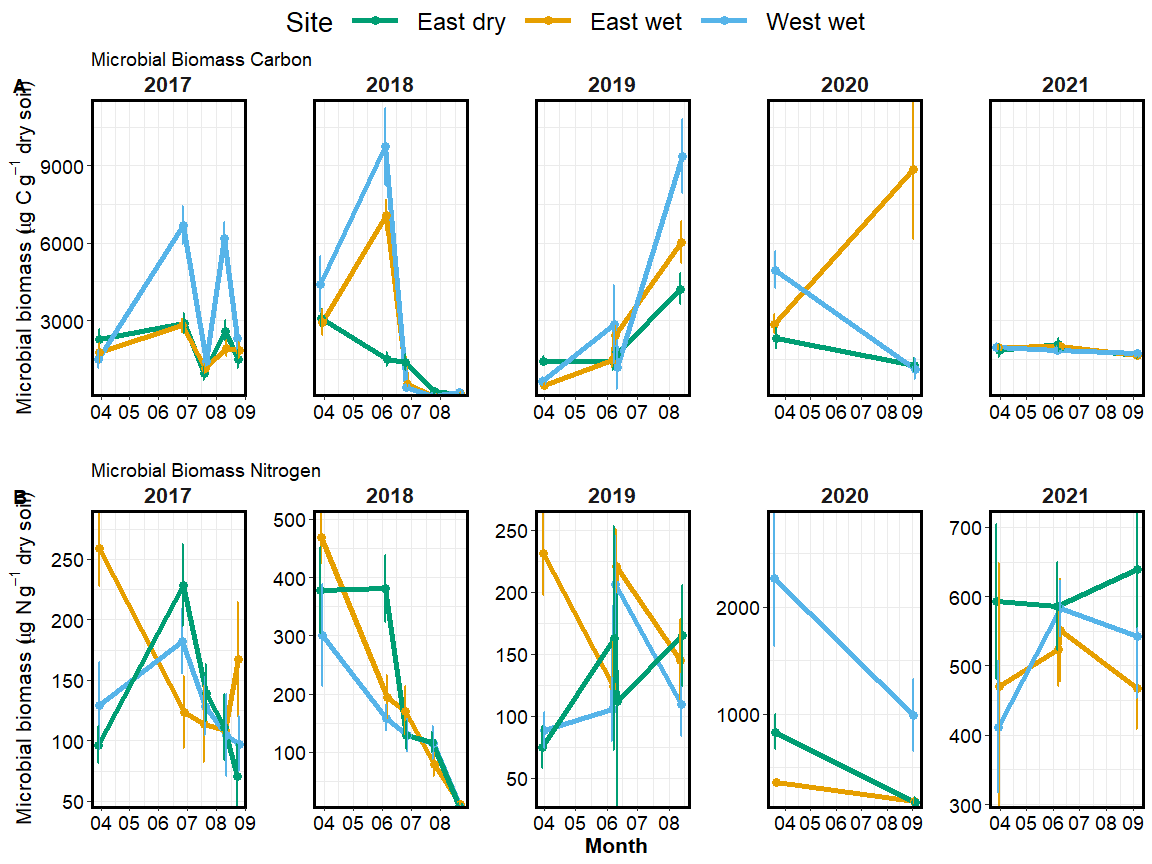 Site East dry East wet West wet
Microbial Biomass Carbon
A
2017 2018 2019 2020 2021
Microbial biomass (µg C g⁻¹ dry soil)
9000
6000
3000
04 05 06 07 08 09 04 05 06 07 08 04 05 06 07 08 04 05 06 07 08 09 04 05 06 07 08 09
Microbial Biomass Nitrogen
B
2017 2018 2019 2020 2021
Microbial biomass (µg Ng⁻¹ dry soil)
250
200
150
100
50
500
400
300
200
100
250
200
150
100
50
2000
1000
700
600
500
400
300
04 05 06 07 08 09 04 05 06 07 08 04 05 06 07 08 04 05 06 07 08 09 04 05 06 07 08 09
Month